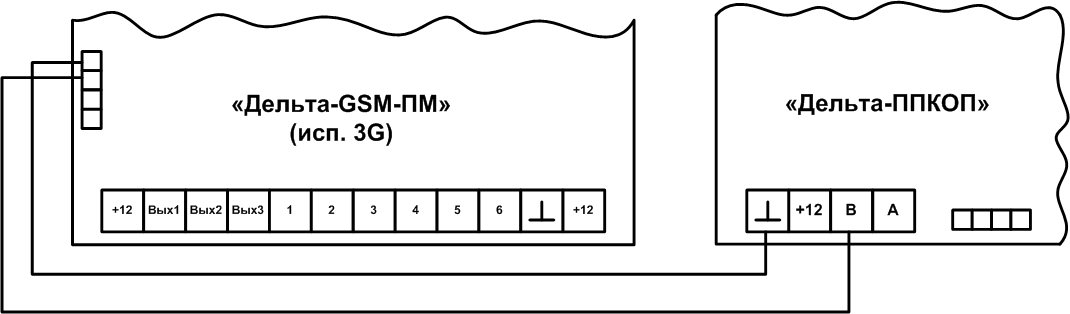 «Дельта-GSM-ПМ»
(исп. 3G)
+12 Вых1 Вых2 Вых3 1 2 3 4 5 6 ⊥ +12
«Дельта-ППКОП»
⊥ +12 B A